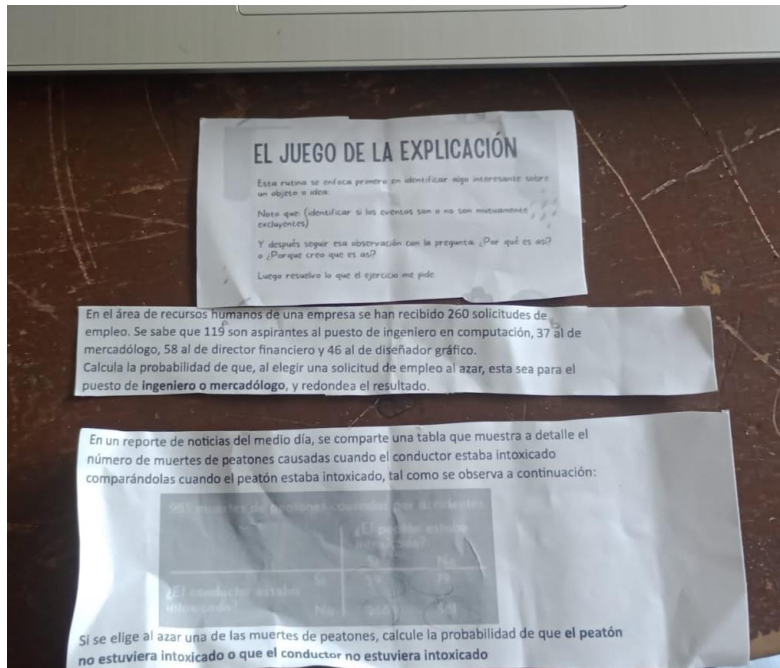 EL JUEGO DE LA EXPLICACIÓN
Esta rutina se enfoca primero en identificar algo interesante sobre
un objeto o idea:
Noto que: (identificar si los eventos son o no son mutuamente
excluyentes)
Y después seguir esa observación con la pregunta: ¿Por qué es así?
o ¿Porque creo que es así?
Luego resuelvo lo que el ejercicio me pide
En el área de recursos humanos de una empresa se han recibido 260 solicitudes de
empleo. Se sabe que 119 son aspirantes al puesto de ingeniero en computación, 37 al de
mercadólogo, 58 al de director financiero y 46 al de diseñador gráfico.
Calcula la probabilidad de que, al elegir una solicitud de empleo al azar, esta sea para el
puesto de ingeniero o mercadólogo, y redondea el resultado.
En un reporte de noticias del medio día, se comparte una tabla que muestra a detalle el
número de muertes de peatones causadas cuando el conductor estaba intoxicado
comparándolas cuando el peatón estaba intoxicado, tal como se observa a continuación:
muertes de peatones causadas por accidentes
¿El peatón estaba
intoxicado?
No
Si
¿El conductor estaba
intoxicado?
No
Si se elige al azar una de las muertes de peatones, calcule la probabilidad de que el peatón
no estuviera intoxicado o que el conductor no estuviera intoxicado